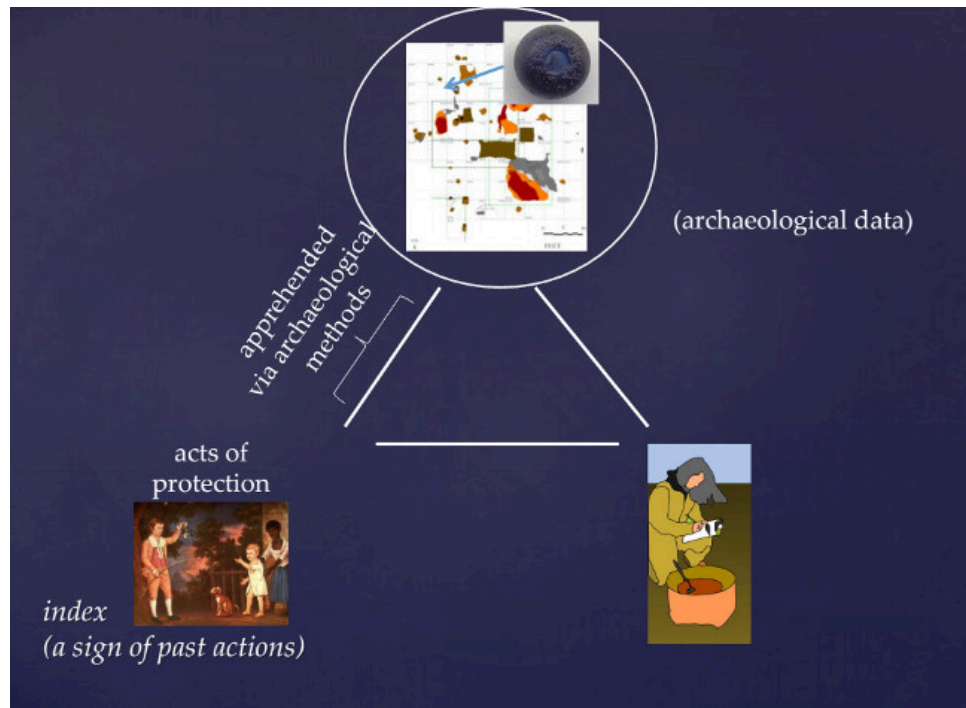 (archaeological data)
apprehended
via archaeological
methods
acts of
protection
index
(a sign of past actions)